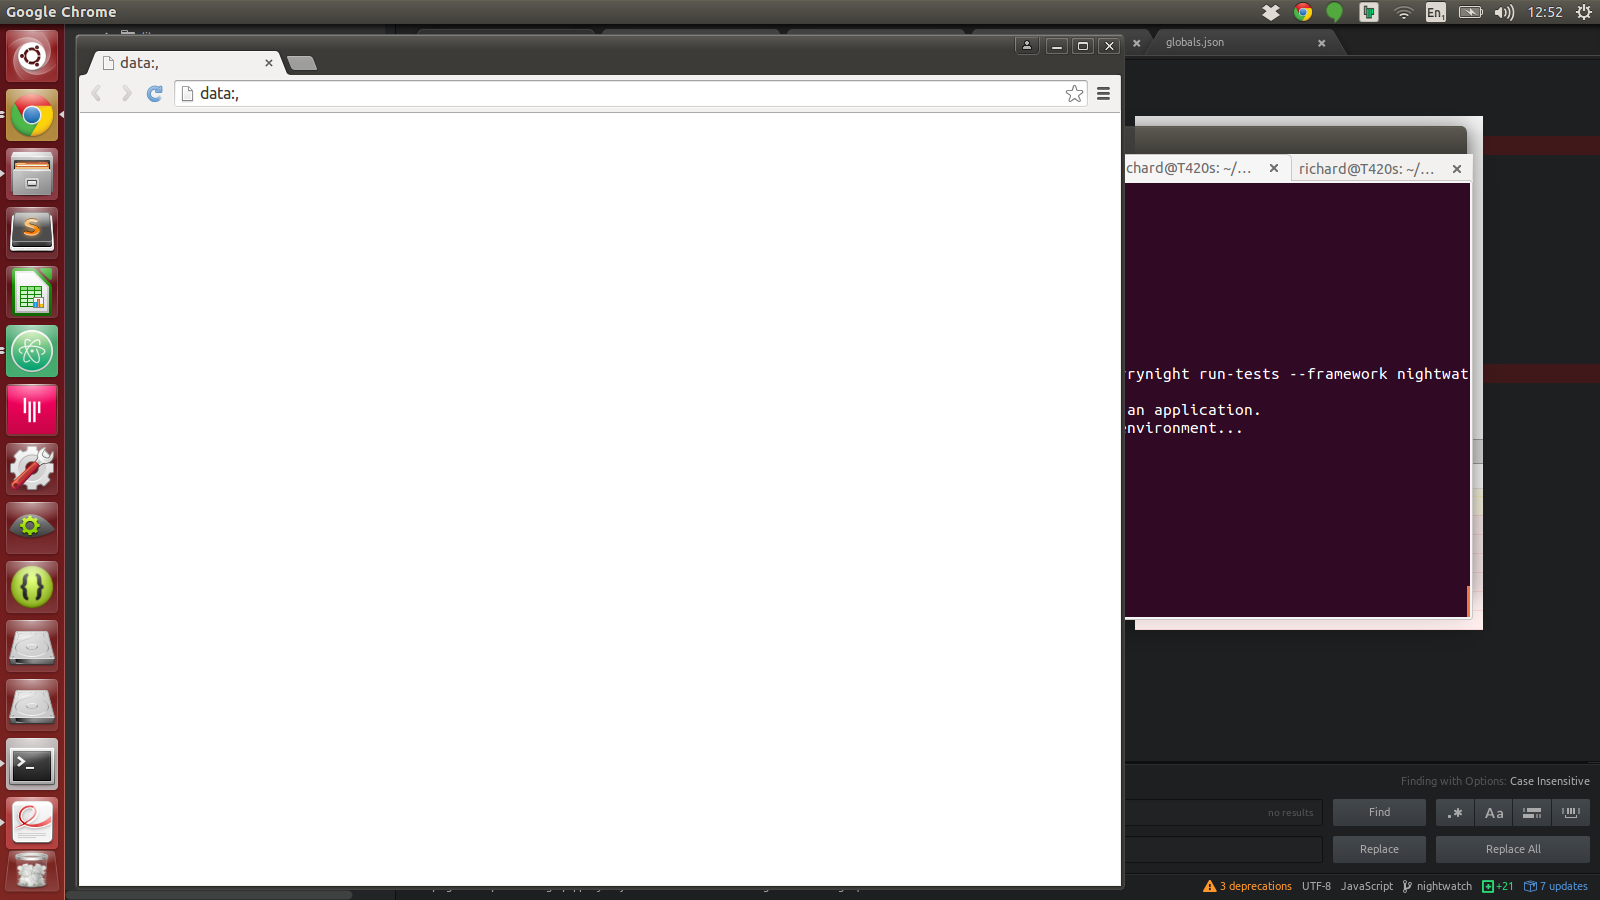 Google Chrome
En1
12:52
data:,
globals.json
data:,
chard@T420s: ~/...
richard@T420s: ~/...
rynight run-tests --framework nightwat
an application.
nvironment...
Finding with Options: Case Insensitive
no results
Find
.*
Aa
Replace
Replace All
3 deprecations
UTF-8
JavaScript
nightwatch
+21
7 updates